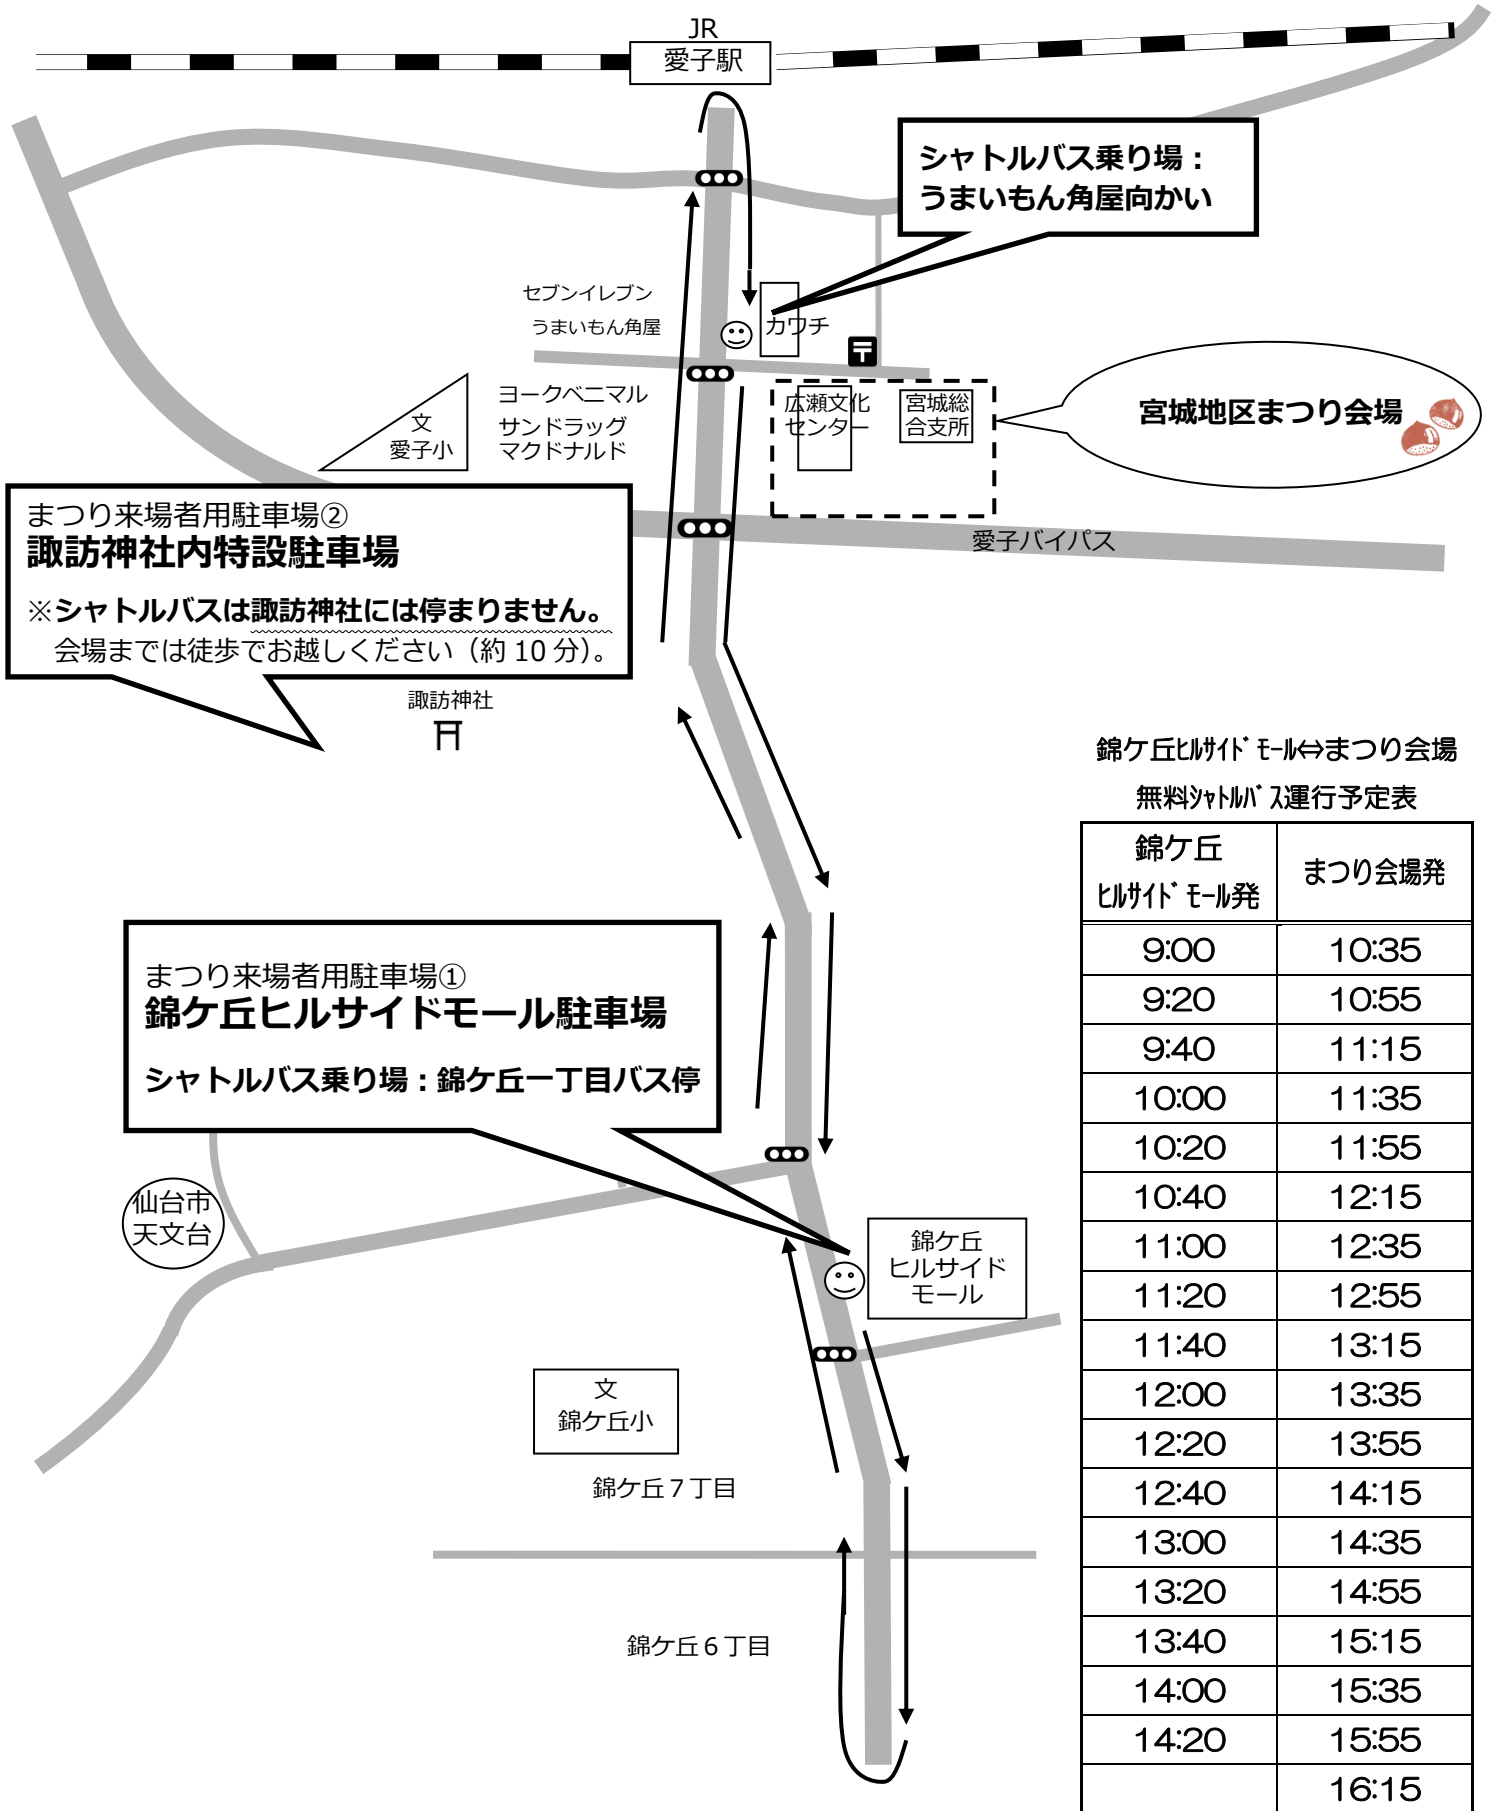 JR
愛子駅
シャトルバス乗り場：
うまいもん角屋向かい
セブンイレブン
うまいもん角屋
カワチ
〒
ヨークベニマル
サンドラッグ
マクドナルド
文
愛子小
広瀬文化
センター
宮城総
合支所
宮城地区まつり会場
愛子バイパス
まつり来場者用駐車場②
諏訪神社内特設駐車場
※シャトルバスは諏訪神社には停まりません。
会場までは徒歩でお越しください（約 10 分）。
諏訪神社
まつり来場者用駐車場①
錦ケ丘ヒルサイドモール駐車場
シャトルバス乗り場：錦ケ丘一丁目バス停
仙台市
天文台
錦ケ丘
ヒルサイド
モール
文
錦ケ丘小
錦ケ丘７丁目
錦ケ丘６丁目
錦ケ丘ﾋﾙｻｲﾄﾞﾓｰﾙ⇔まつり会場
無料ｼｬﾄﾙﾊﾞｽ運行予定表
錦ケ丘
ﾋﾙｻｲﾄﾞﾓｰﾙ発
まつり会場発
9:00 10:35
9:20 10:55
9:40 11:15
10:00 11:35
10:20 11:55
10:40 12:15
11:00 12:35
11:20 12:55
11:40 13:15
12:00 13:35
12:20 13:55
12:40 14:15
13:00 14:35
13:20 14:55
13:40 15:15
14:00 15:35
14:20 15:55
16:15